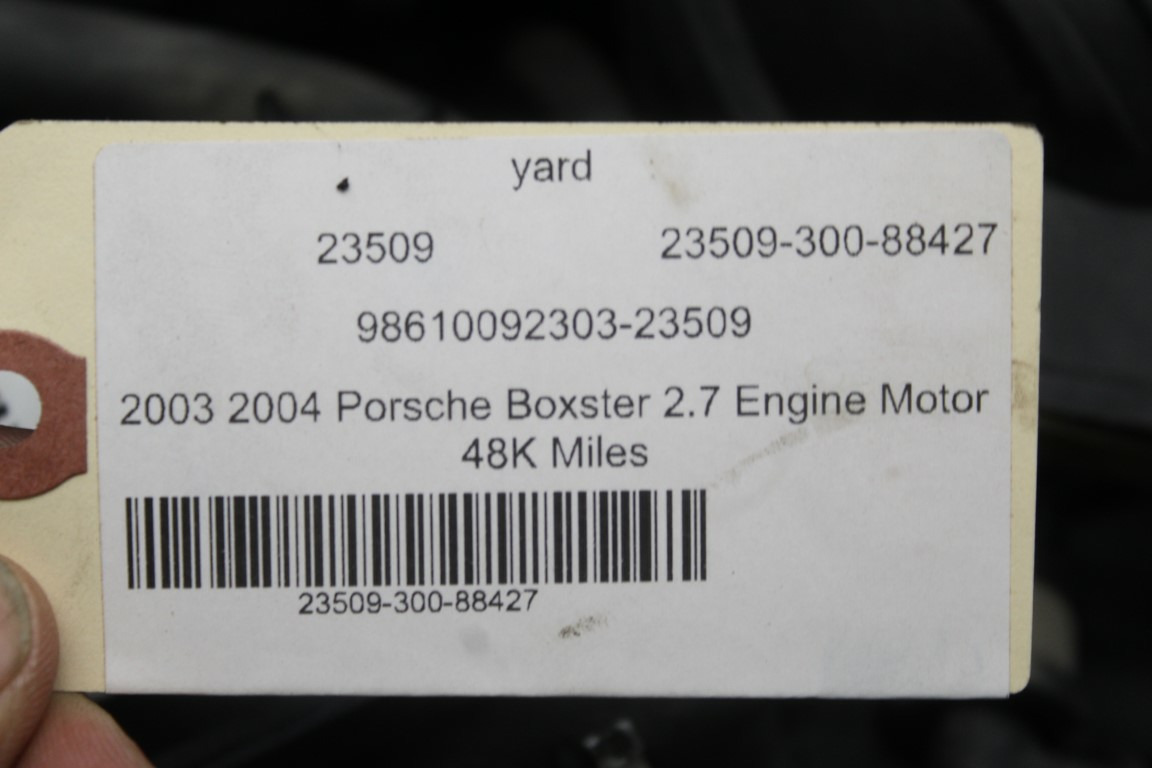 yard
23509 23509-300-88427
98610092303-23509
2003 2004 Porsche Boxster 2.7 Engine Motor
48K Miles
23509-300-88427